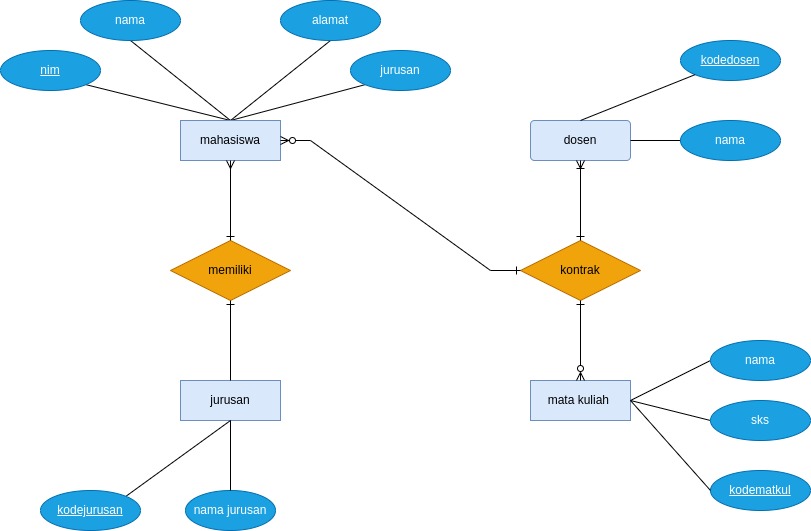 nama
alamat
nim
jurusan
kodedosen
mahasiswa
dosen
nama
memiliki
kontrak
jurusan
mata kuliah
nama
sks
kodematkul
kodejurusan
nama jurusan